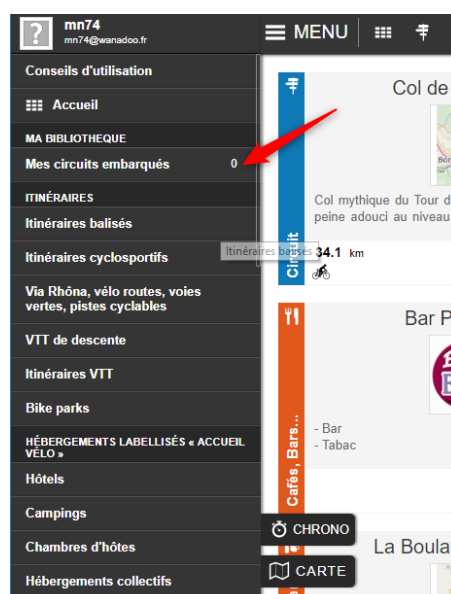 mn74
mn74@wanadoo.fr
MENU
Conseils d'utilisation
Accueil
MA BIBLIOTHEQUE
Mes circuits embarqués 0
ITINÉRAIRES
Itinéraires balisés
Itinéraires cyclosportifs
Via Rhôna, vélo routes, voies
vertes, pistes cyclables
VTT de descente
Itinéraires VTT
Bike parks
HÉBERGEMENTS LABELLISÉS « ACCUEIL
VÉLO »
Hôtels
Campings
Chambres d'hôtes
Hébergements collectifs
Itinéraires balisés
Circuit
Col de
Col mythique du Tour d
peine adouci au niveau
34.1 km
Cafés, Bars...
Bar P
- Bar
- Tabac
CHRONO
La Boula
CARTE